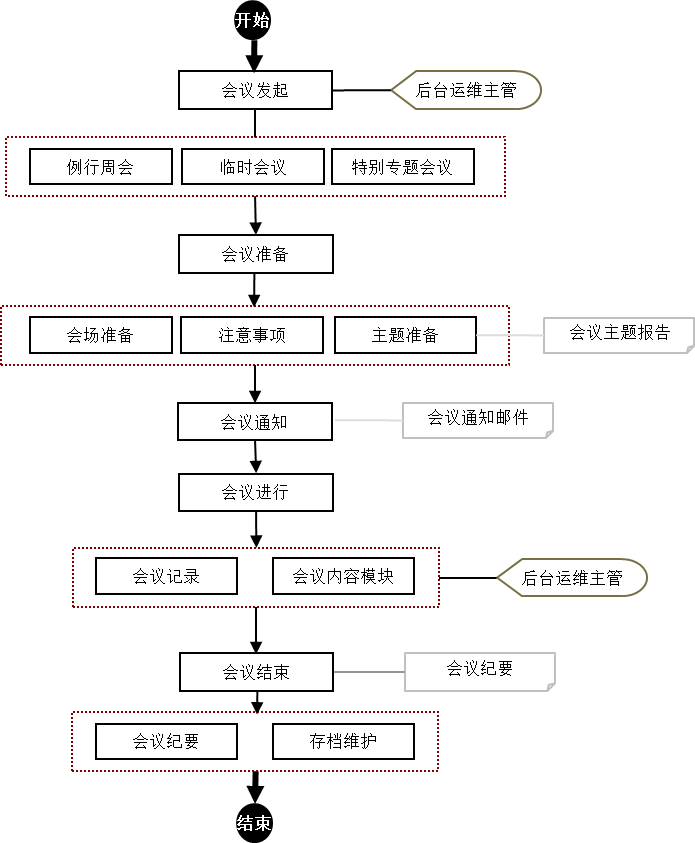 开始
会议发起
后台运维主管
例行周会
临时会议
特别专题会议
会议准备
会场准备
注意事项
主题准备
会议主题报告
会议通知
会议通知邮件
会议进行
会议记录
会议内容模块
后台运维主管
会议结束
会议纪要
会议纪要
存档维护
结束